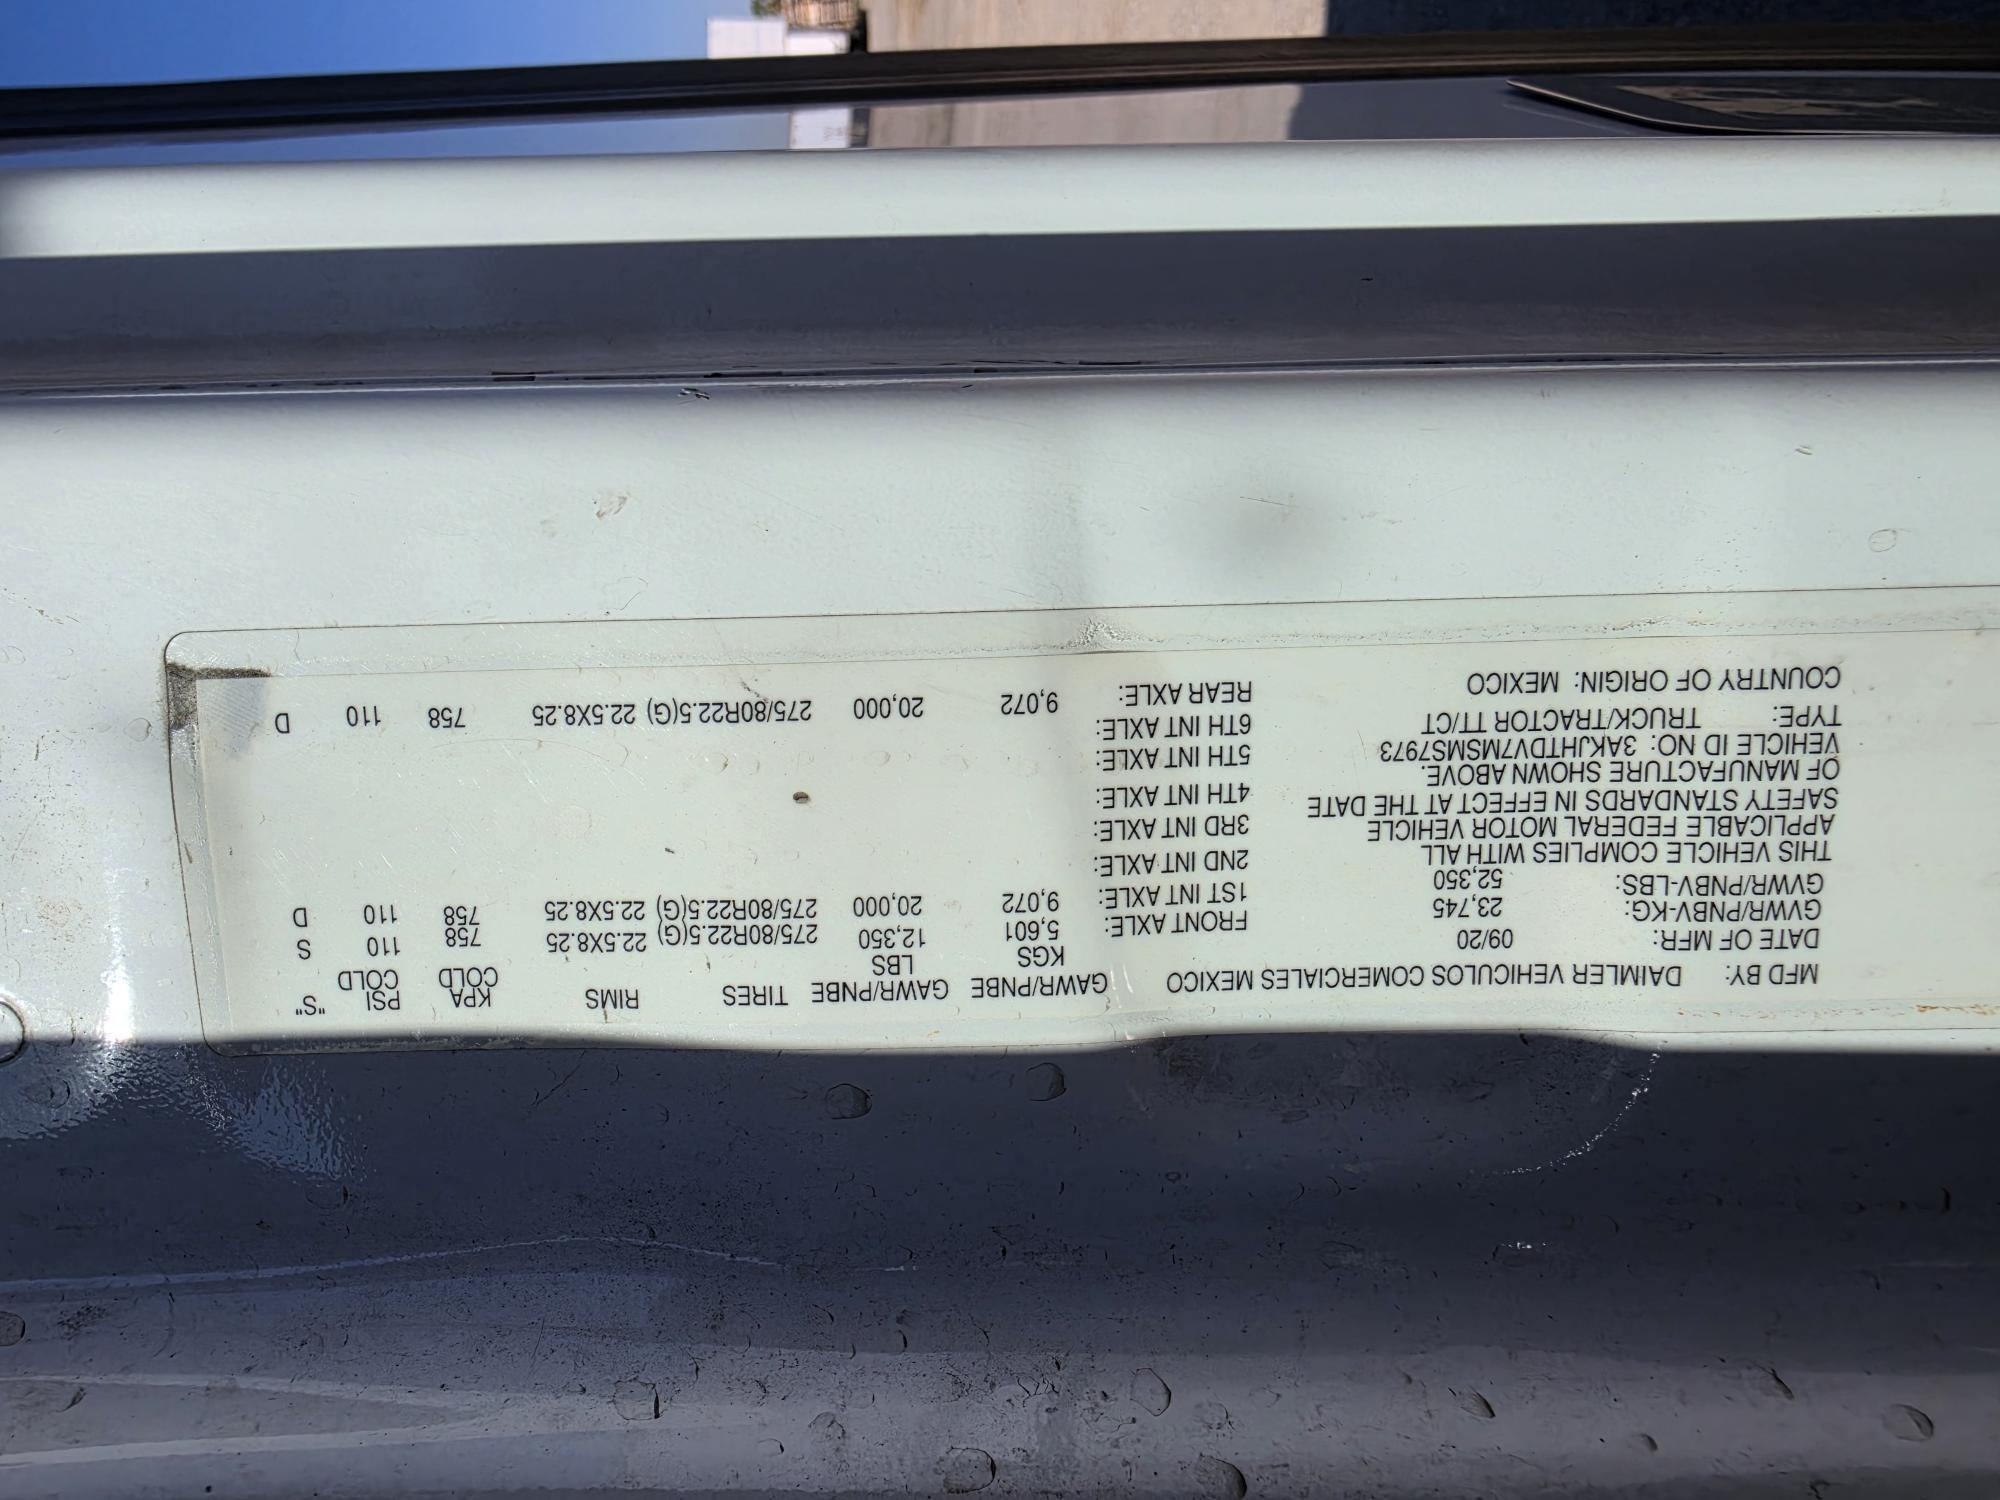 MFD BY: DAIMLER VEHICULOS COMERCIALES MEXICO
DATE OF MFR: 09/20
GVWR/PNBV-KG: 23,745
GVWR/PNBV-LBS: 52,350
THIS VEHICLE COMPLIES WITH ALL
APPLICABLE FEDERAL MOTOR VEHICLE
SAFETY STANDARDS IN EFFECT AT THE DATE
OF MANUFACTURE SHOWN ABOVE.
VEHICLE ID NO: 3AKJHTDV7MSMS7973
TYPE: TRUCK/TRACTOR TT/CT
COUNTRY OF ORIGIN: MEXICO
GAWR/PNBE GAWR/PNBE TIRES RIMS KPA PSI "S"
KGS LBS COLD COLD
FRONT AXLE: 5,601 12,350 275/80R22.5(G) 22.5X8.25 758 110 S
1ST INT AXLE: 9,072 20,000 275/80R22.5(G) 22.5X8.25 758 110 D
2ND INT AXLE:
3RD INT AXLE:
4TH INT AXLE:
5TH INT AXLE:
6TH INT AXLE:
REAR AXLE: 9,072 20,000 275/80R22.5(G) 22.5X8.25 758 110 D